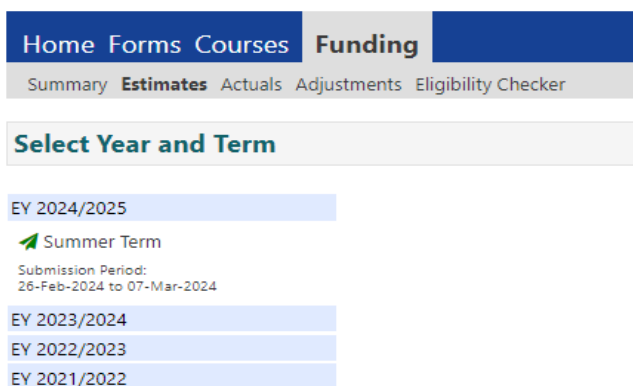 Home Forms Courses Funding
Summary Estimates Actuals Adjustments Eligibility Checker
Select Year and Term
EY 2024/2025
Summer Term
Submission Period:
26-Feb-2024 to 07-Mar-2024
EY 2023/2024
EY 2022/2023
EY 2021/2022